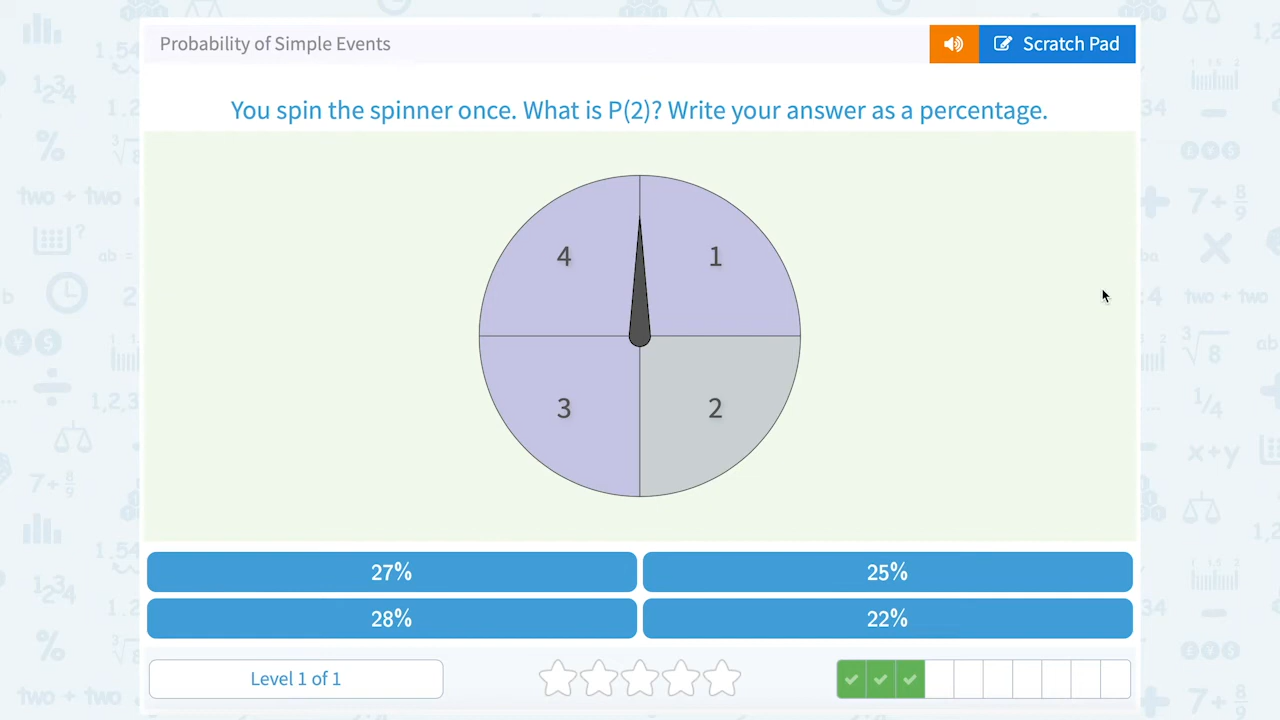 Probability of Simple Events
Scratch Pad
You spin the spinner once. What is P(2)? Write your answer as a percentage.
4
1
3
2
27%
25%
28%
22%
Level 1 of 1